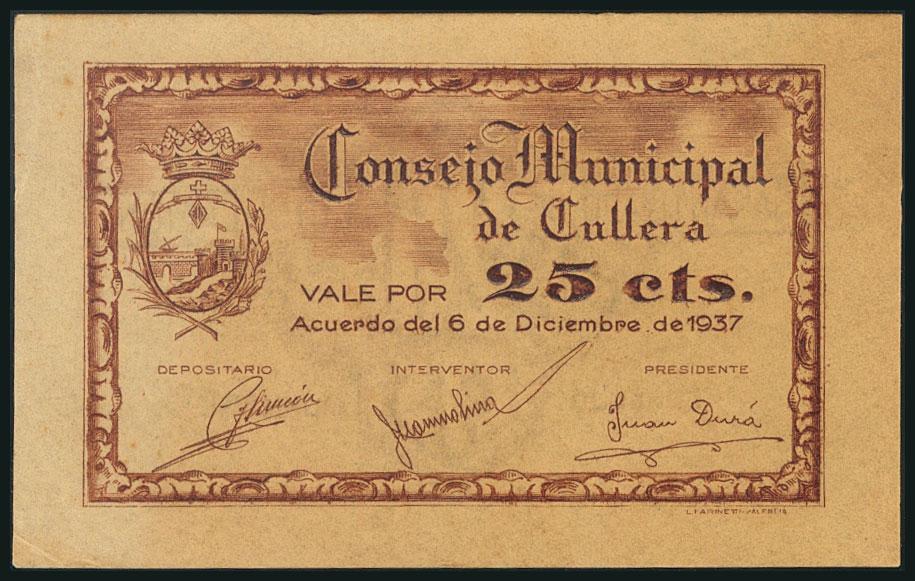 Consejo Municipal
de Cullera
VALE POR 25 cts.
Acuerdo del 6 de Diciembre de 1937
DEPOSITARIO INTERVENTOR PRESIDENTE
Juan Durá
VALENCIA